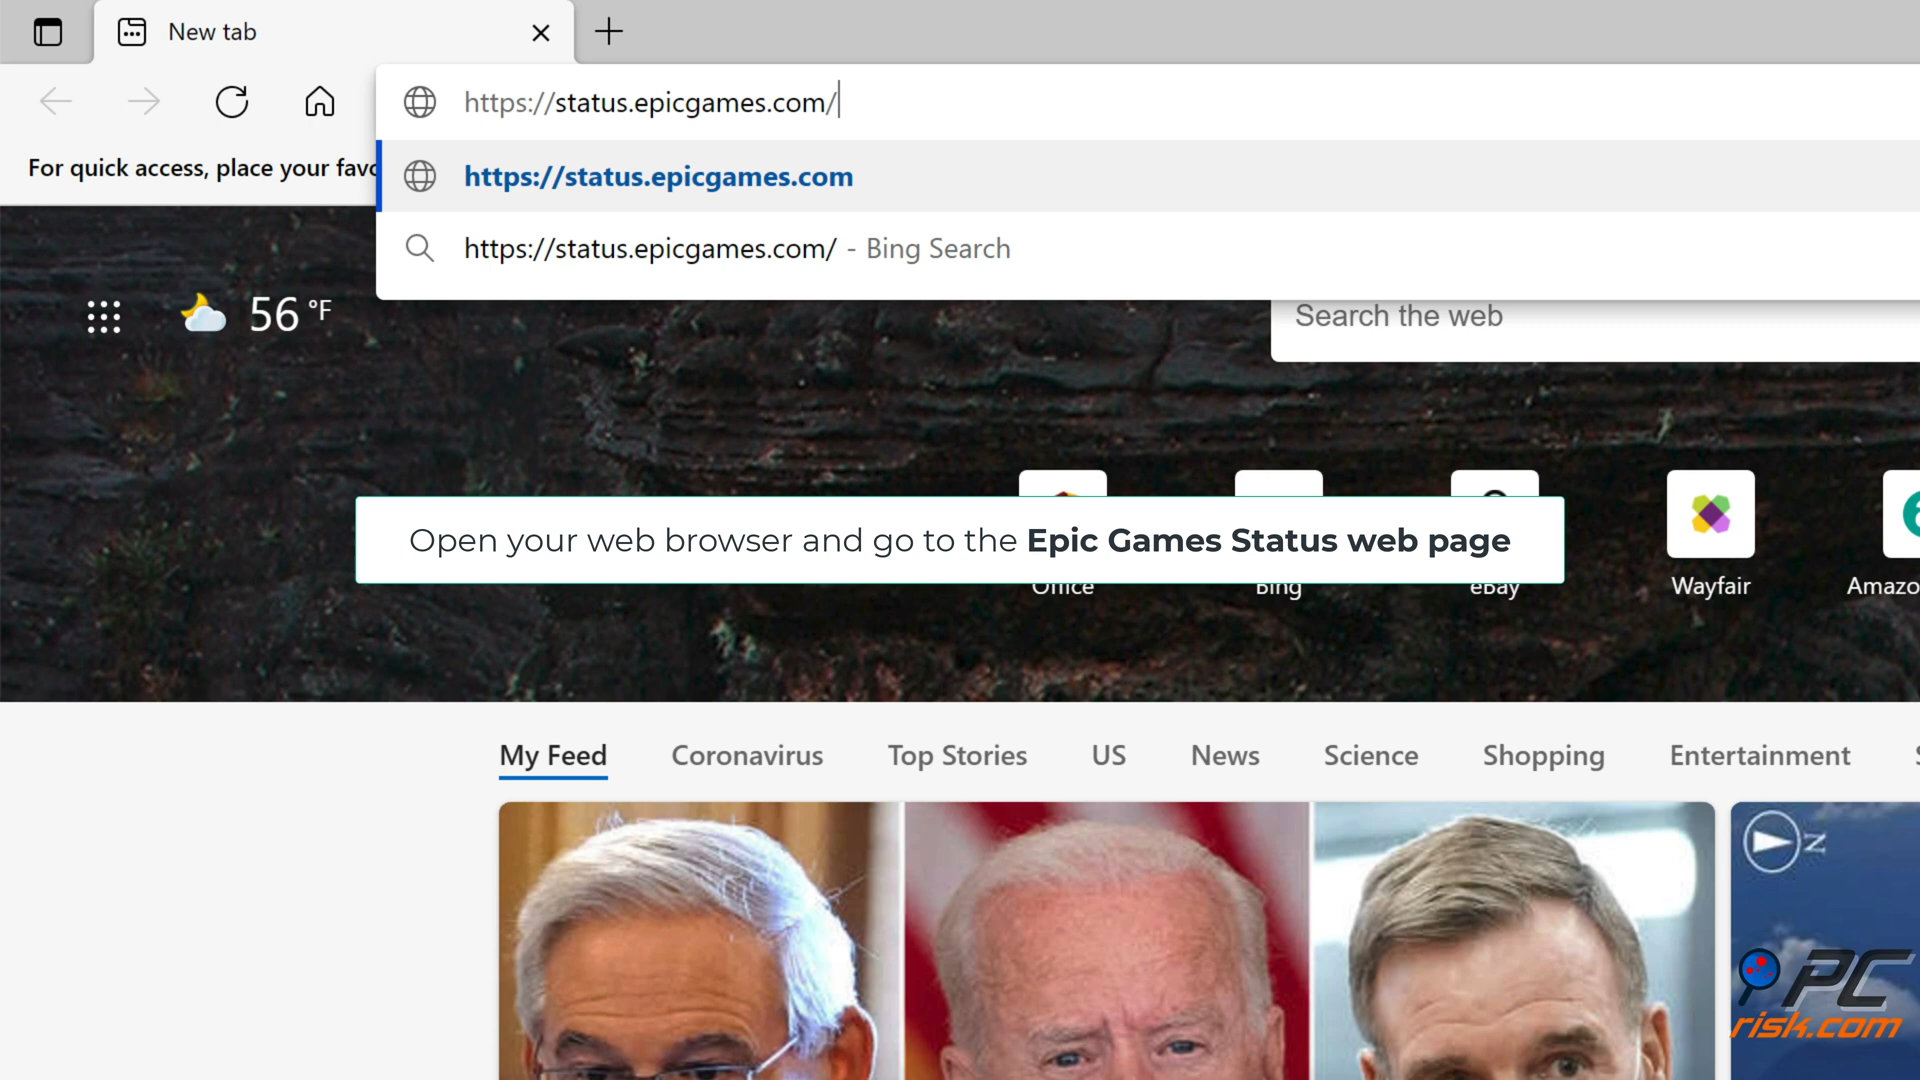 New tab
https://status.epicgames.com/
For quick access, place your favo
https://status.epicgames.com
https://status.epicgames.com/ - Bing Search
56 °F
Search the web
Open your web browser and go to the Epic Games Status web page
Office
Bing
eBay
Wayfair
Amazo
My Feed
Coronavirus
Top Stories
US
News
Science
Shopping
Entertainment
S
N
PC
risk.com